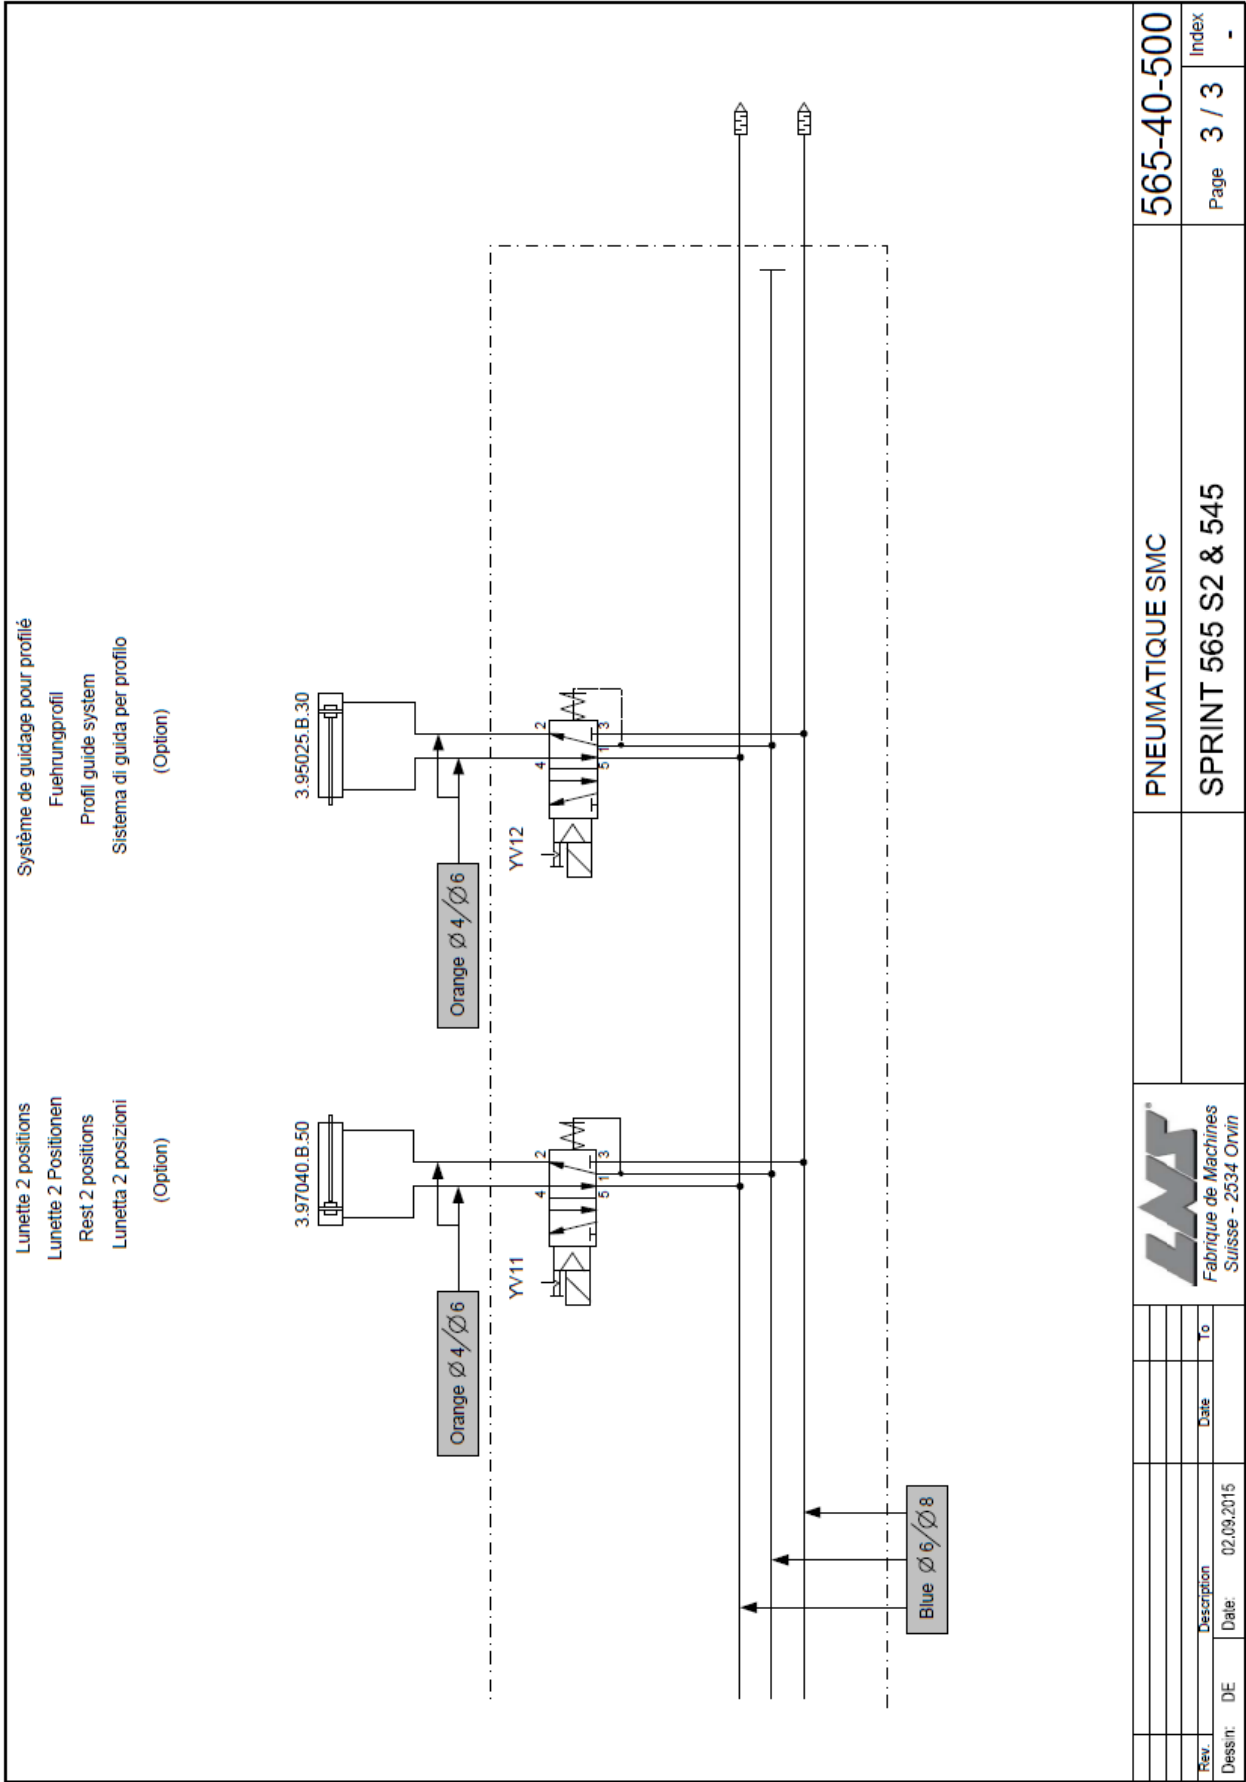 Lunette 2 positions
Lunette 2 Positionen
Rest 2 positions
Lunetta 2 posizioni
(Option)
Système de guidage pour profilé
Fuehrungprofil
Profil guide system
Sistema di guida per profilo
(Option)
3.97040.B.50
3.95025.B.30
Orange Ø 4/Ø6
Orange Ø 4/Ø6
YV11
4 2
5 1 3
YV12
4 2
5 1 3
Blue Ø 6/Ø8
Rev. Description Date To
Dessin: DE Date: 02.09.2015
LNS
Fabrique de Machines
Suisse - 2534 Orvin
PNEUMATIQUE SMC
SPRINT 565 S2 & 545
565-40-500
Page 3 / 3
Index
-